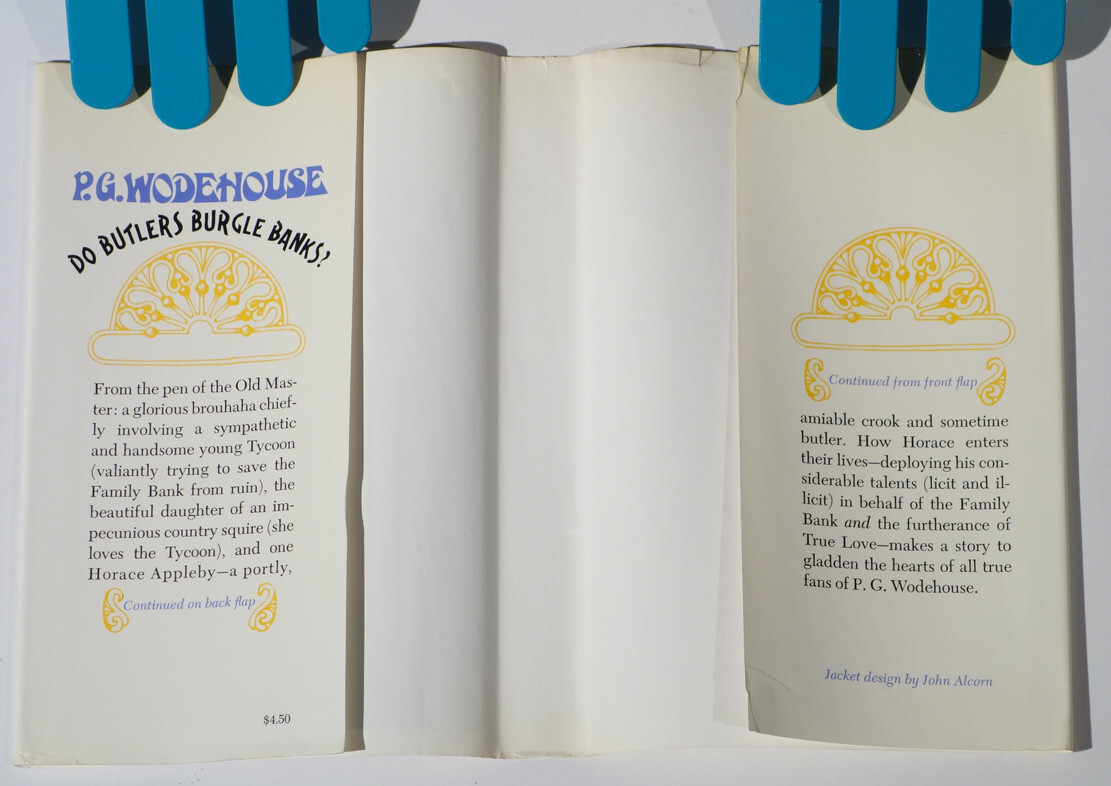 P.G. WODEHOUSE
DO BUTLERS BURGLE BANKS?
From the pen of the Old Mas-
ter: a glorious brouhaha chief-
ly involving a sympathetic
and handsome young Tycoon
(valiantly trying to save the
Family Bank from ruin), the
beautiful daughter of an im-
pecunious country squire (she
loves the Tycoon), and one
Horace Appleby—a portly,
Continued on back flap
$4.50
Continued from front flap
amiable crook and sometime
butler. How Horace enters
their lives—deploying his con-
siderable talents (licit and il-
licit) in behalf of the Family
Bank and the furtherance of
True Love—makes a story to
gladden the hearts of all true
fans of P. G. Wodehouse.
Jacket design by John Alcorn